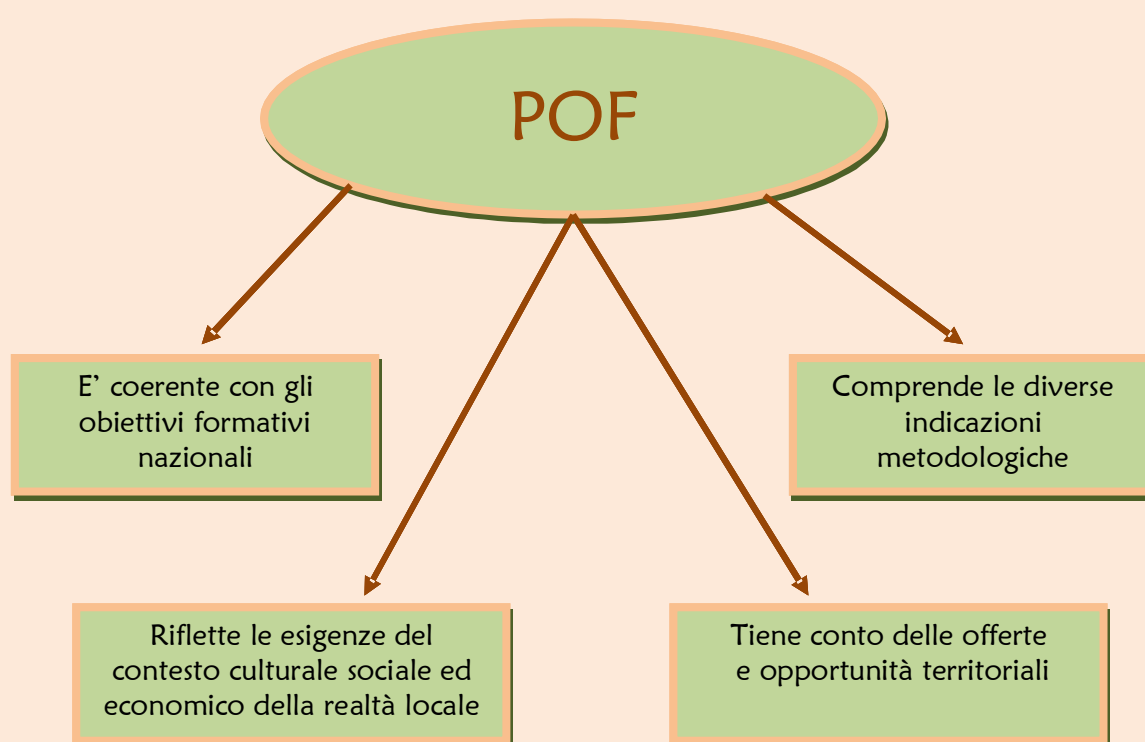 POF
E' coerente con gli
obiettivi formativi
nazionali
Comprende le diverse
indicazioni
metodologiche
Riflette le esigenze del
contesto culturale sociale ed
economico della realtà locale
Tiene conto delle offerte
e opportunità territoriali